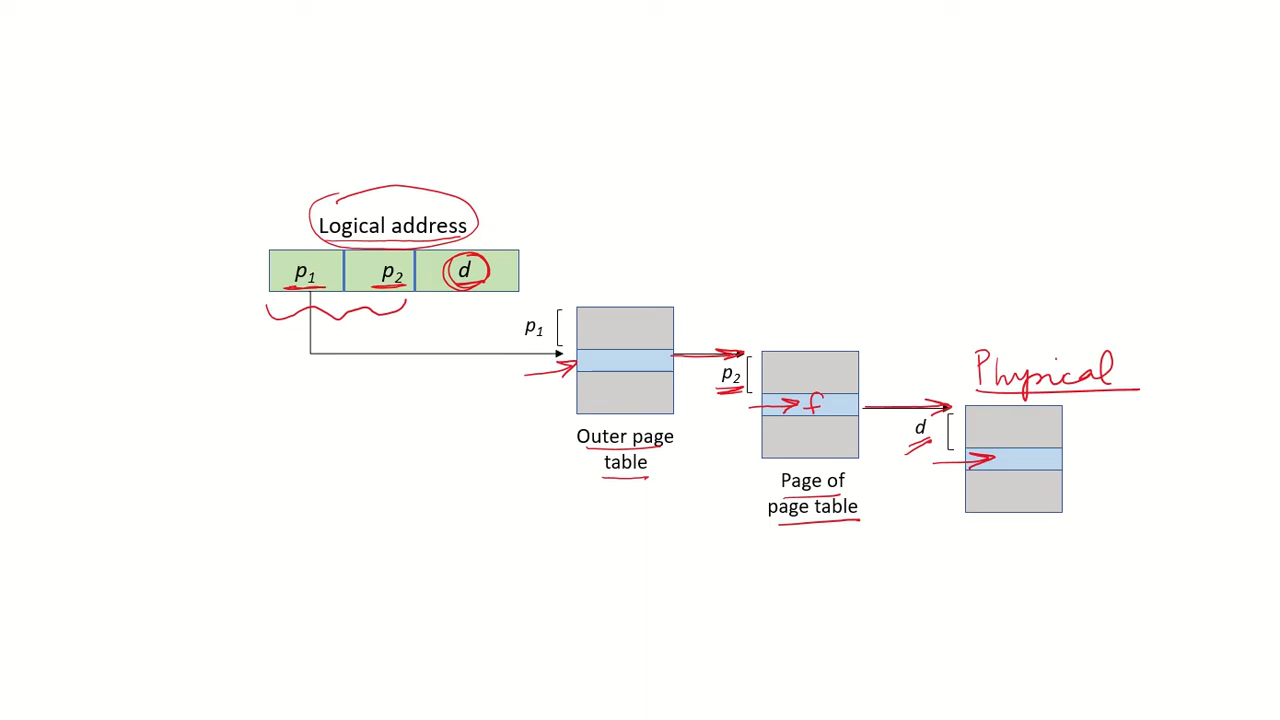 Logical address
p1 p2 d
p1
p2
f
Physical
d
Outer page
table
Page of
page table